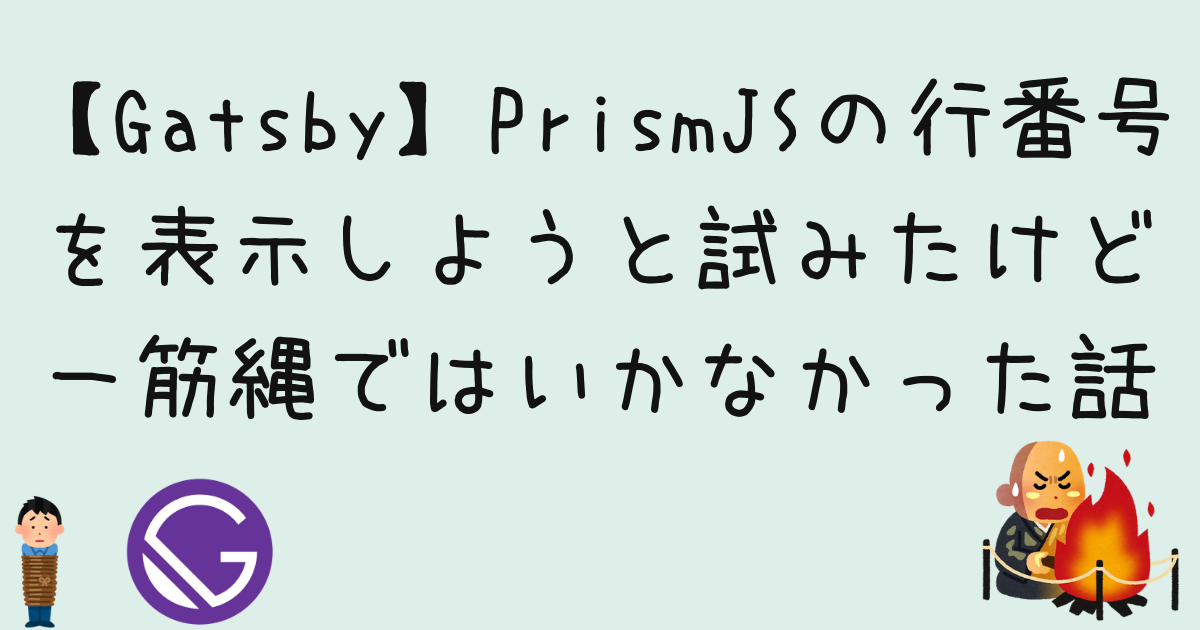 【Gatsby】PrismJSの行番号
を表示しようと試みたけど
一筋縄ではいかなかった話